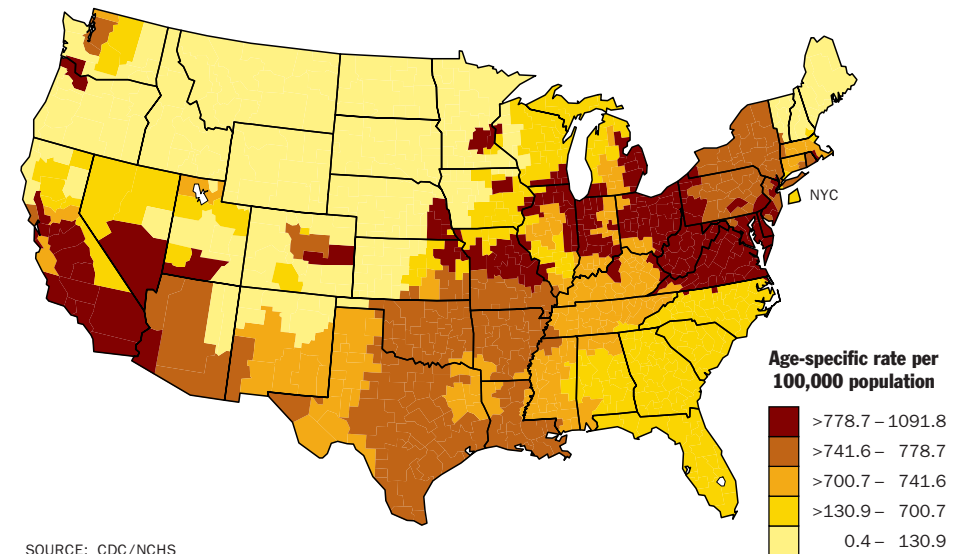 NYC
Age-specific rate per
100,000 population
>778.7 – 1091.8
>741.6 – 778.7
>700.7 – 741.6
>130.9 – 700.7
0.4 – 130.9
SOURCE: CDC/NCHS